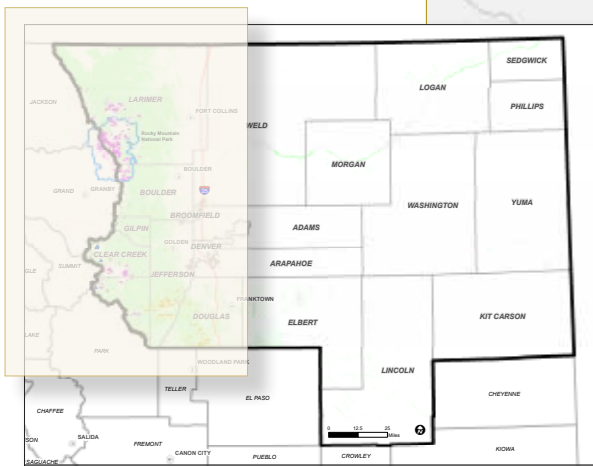 SEDGWICK
LOGAN
JACKSON
LARIMER
PHILLIPS
FORT COLLINS
WELD
Rocky Mountain
National Park
MORGAN
BOULDER
GRAND
GRANBY
BOULDER
25
WASHINGTON
YUMA
BROOMFIELD
GILPIN
ADAMS
GOLDEN
DENVER
CLEAR CREEK
SUMMIT
ARAPAHOE
GLE
JEFFERSON
FRANKTOWN
DOUGLAS
ELBERT
KIT CARSON
LAKE
PARK
WOODLAND PARK
LINCOLN
TELLER
EL PASO
CHEYENNE
CHAFFEE
0 12.5 25
Miles
N
SON
SALIDA
FREMONT
CANON CITY
PUEBLO
CROWLEY
KIOWA
SAGUACHE